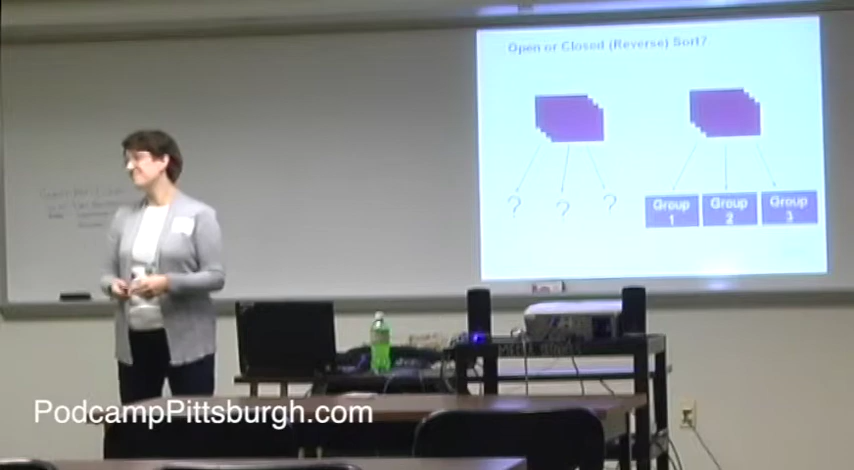 Open or Closed (Reverse) Sort?
? ? ?
Group 1
Group 2
Group 3
PodcampPittsburgh.com